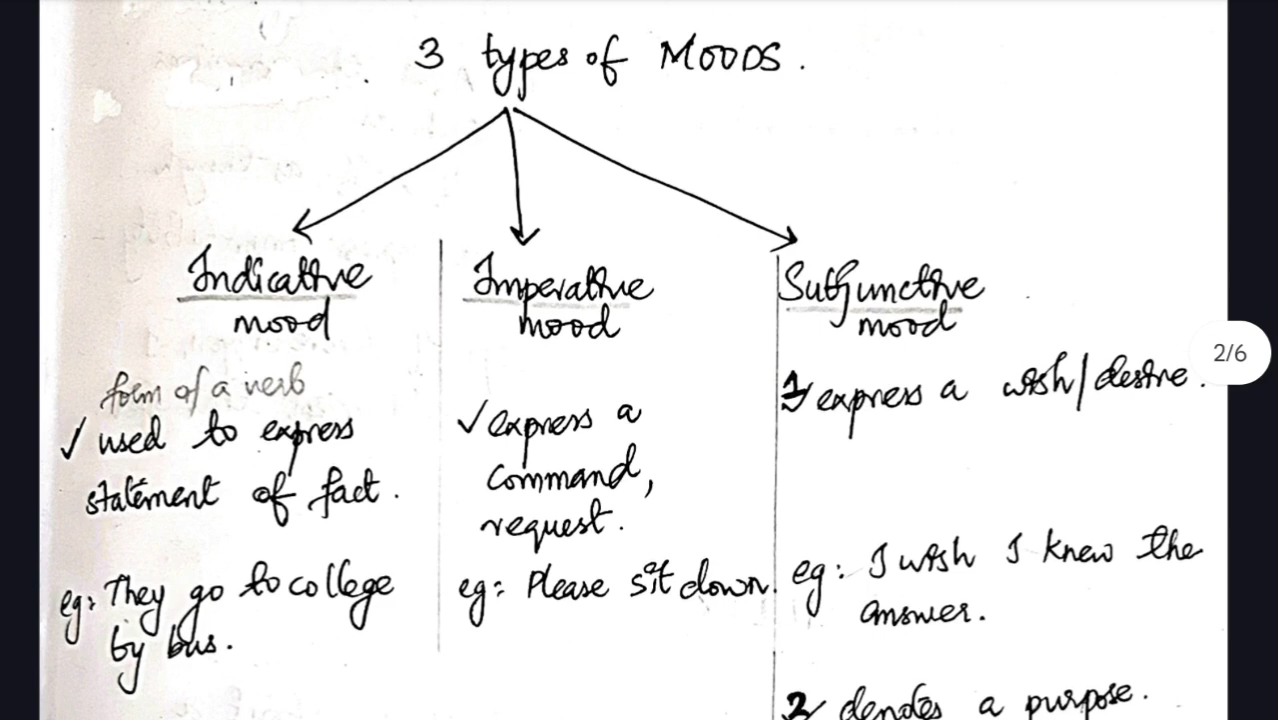 3 types of MOODS.
Indicative
mood
form of a verb
✓ used to express
statement of fact.
eg: They go to college
by bus.
Imperative
mood
✓ express a
command,
request.
eg: Please sit down.
Subjunctive
mood
1 express a wish/desire.
eg: I wish I knew the
answer.
2 denotes a purpose.
2/6